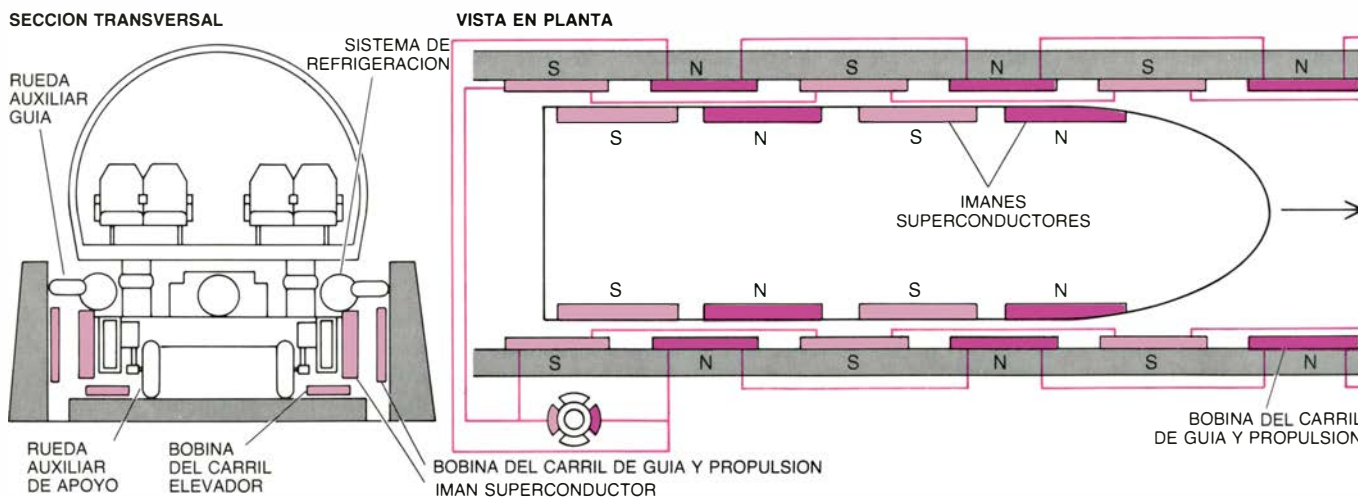 SECCION TRANSVERSAL
SISTEMA DE
REFRIGERACION
RUEDA
AUXILIAR
GUIA
RUEDA
AUXILIAR
DE APOYO
BOBINA
DEL CARRIL
ELEVADOR
BOBINA DEL CARRIL DE GUIA Y PROPULSION
IMAN SUPERCONDUCTOR
VISTA EN PLANTA
S N S N S N
S N S N
IMANES
SUPERCONDUCTORES
S N S N
S N S N S N
BOBINA DEL CARRIL
DE GUIA Y PROPULSION